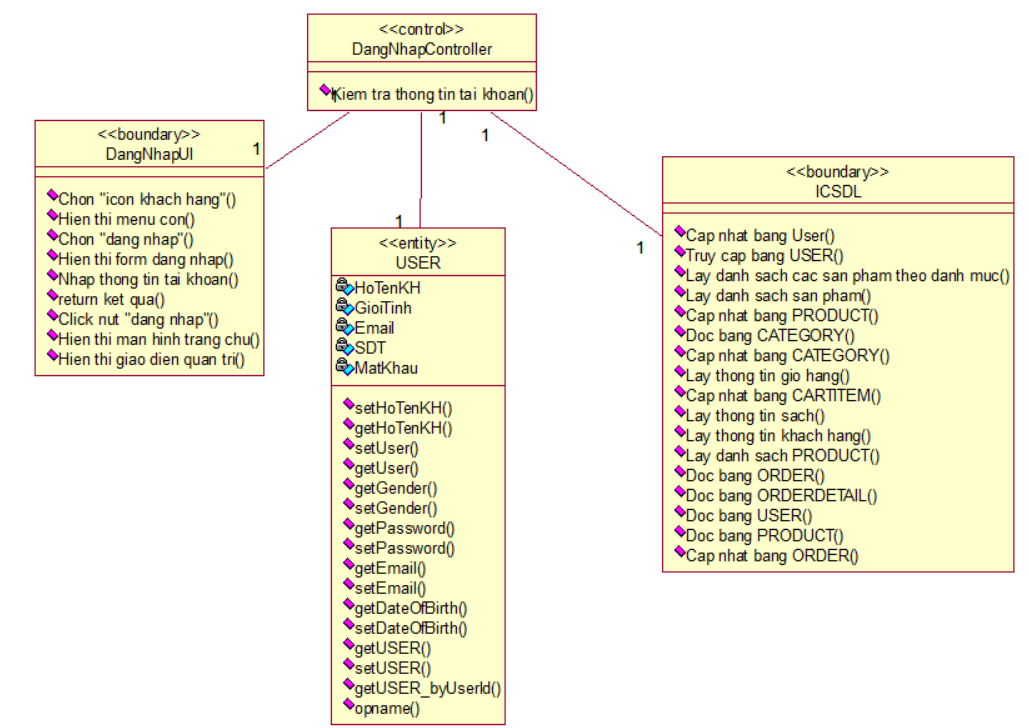 <<control>>
DangNhapController
Kiem tra thong tin tai khoan()
1
1
<<boundary>>
DangNhapUI
1
Chon "icon khach hang"()
Hien thi menu con()
Chon "dang nhap"()
Hien thi form dang nhap()
Nhap thong tin tai khoan()
return ket qua()
Click nut "dang nhap"()
Hien thi man hinh trang chu()
Hien thi giao dien quan tri()
1
<<entity>>
USER
HoTenKH
GioiTinh
Email
SDT
MatKhau
setHoTenKH()
getHoTenKH()
setUser()
getUser()
getGender()
setGender()
getPassword()
setPassword()
getEmail()
setEmail()
getDateOfBirth()
setDateOfBirth()
getUSER()
setUSER()
getUSER_byUserId()
opname()
1
<<boundary>>
ICSDL
Cap nhat bang User()
Truy cap bang USER()
Lay danh sach cac san pham theo danh muc()
Lay danh sach san pham()
Cap nhat bang PRODUCT()
Doc bang CATEGORY()
Cap nhat bang CATEGORY()
Lay thong tin gio hang()
Cap nhat bang CARTITEM()
Lay thong tin sach()
Lay thong tin khach hang()
Lay danh sach PRODUCT()
Doc bang ORDER()
Doc bang ORDERDETAIL()
Doc bang USER()
Doc bang PRODUCT()
Cap nhat bang ORDER()